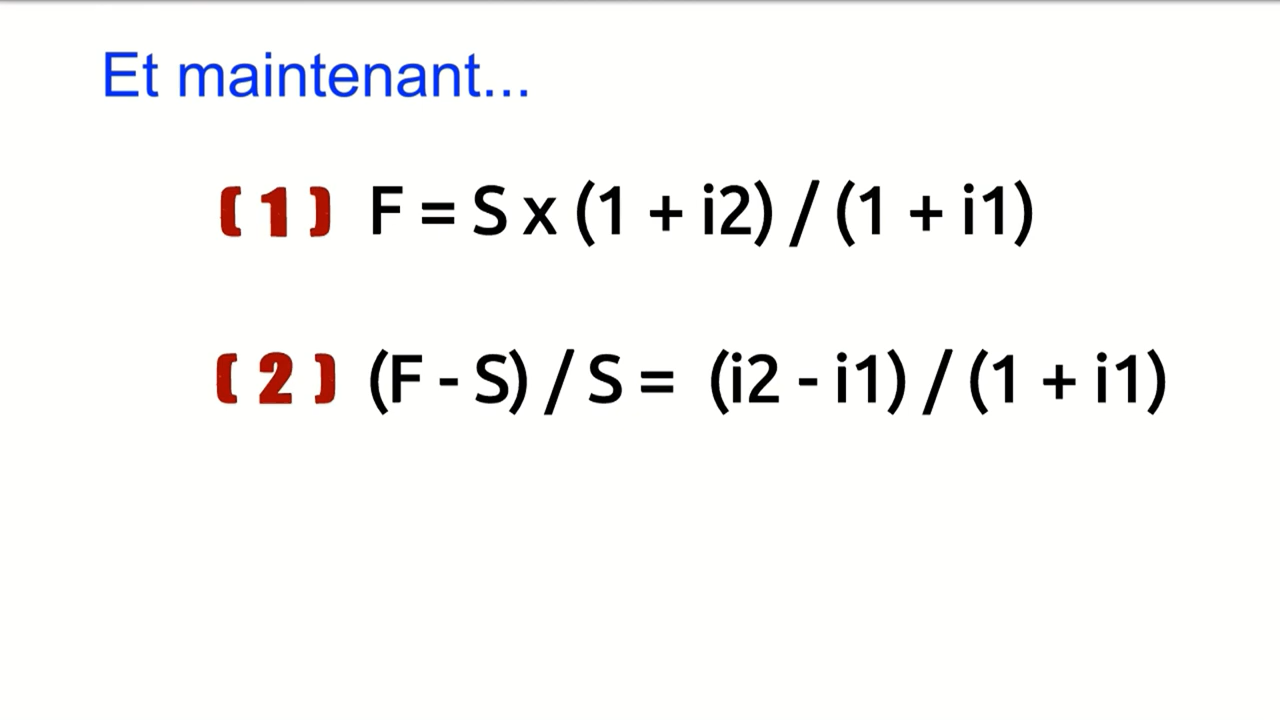 Et maintenant...
(1) F = S x (1 + i2) / (1 + i1)
(2) (F - S) / S = (i2 - i1) / (1 + i1)